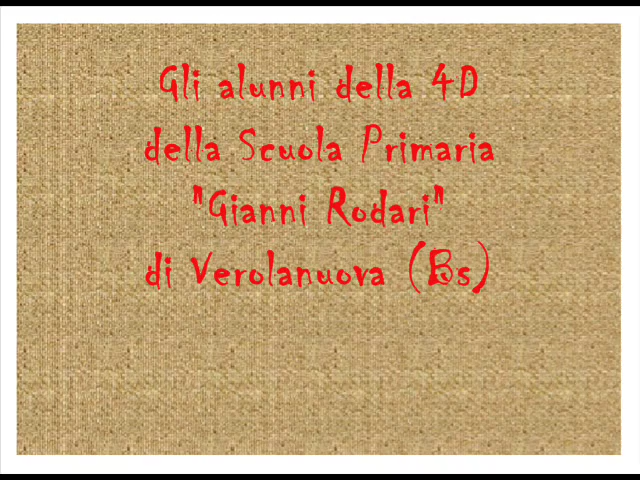 Gli alunni della 4D
della Scuola Primaria
"Gianni Rodari"
di Verolanuova (Bs)